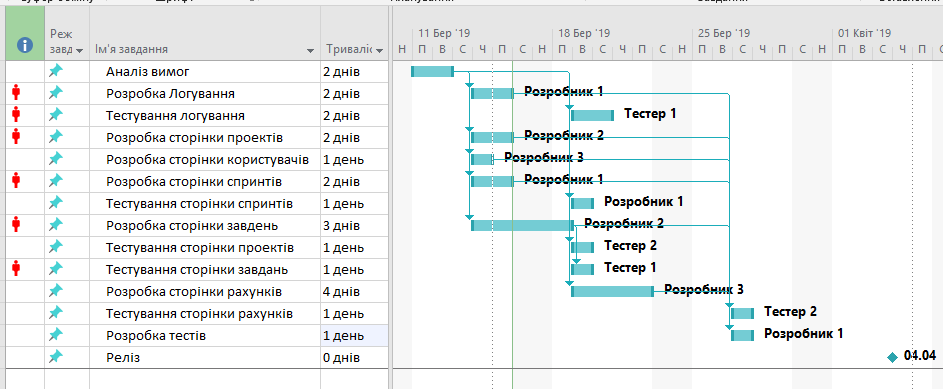 Реж завд
Ім'я завдання
Триваліс
11 Бер '19
18 Бер '19
25 Бер '19
01 Квіт '19
Н П В С Ч П С Н П В С Ч П С Н П В С Ч П С Н П В С Ч П С
Аналіз вимог 2 днів
Розробка Логування 2 днів Розробник 1
Тестування логування 2 днів Тестер 1
Розробка сторінки проектів 2 днів Розробник 2
Розробка сторінки користувачів 1 день Розробник 3
Розробка сторінки спринтів 2 днів Розробник 1
Тестування сторінки спринтів 1 день Розробник 1
Розробка сторінки завдень 3 днів Розробник 2
Тестування сторінки проектів 1 день Тестер 2
Тестування сторінки завдань 1 день Тестер 1
Розробка сторінки рахунків 4 днів Розробник 3
Тестування сторінки рахунків 1 день Тестер 2
Розробка тестів 1 день Розробник 1
Реліз 0 днів 04.04